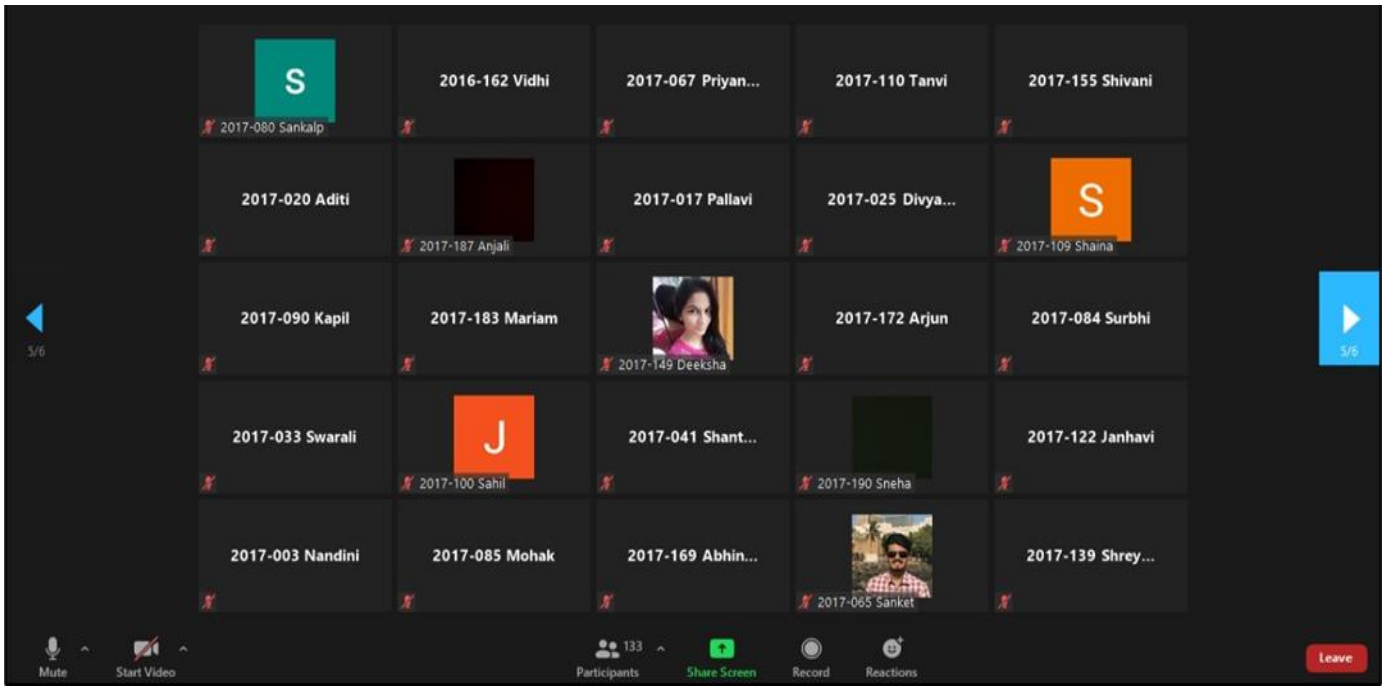 S
2017-080 Sankalp
2016-162 Vidhi
2017-067 Priyan...
2017-110 Tanvi
2017-155 Shivani
2017-020 Aditi
2017-187 Anjali
2017-017 Pallavi
2017-025 Divya...
S
2017-109 Shaina
2017-090 Kapil
2017-183 Mariam
2017-149 Deeksha
2017-172 Arjun
2017-084 Surbhi
5/6
5/6
2017-033 Swarali
J
2017-100 Sahil
2017-041 Shant...
2017-190 Sneha
2017-122 Janhavi
2017-003 Nandini
2017-085 Mohak
2017-169 Abhin...
2017-065 Sanket
2017-139 Shrey...
Mute
Start Video
133
Participants
Share Screen
Record
Reactions
Leave